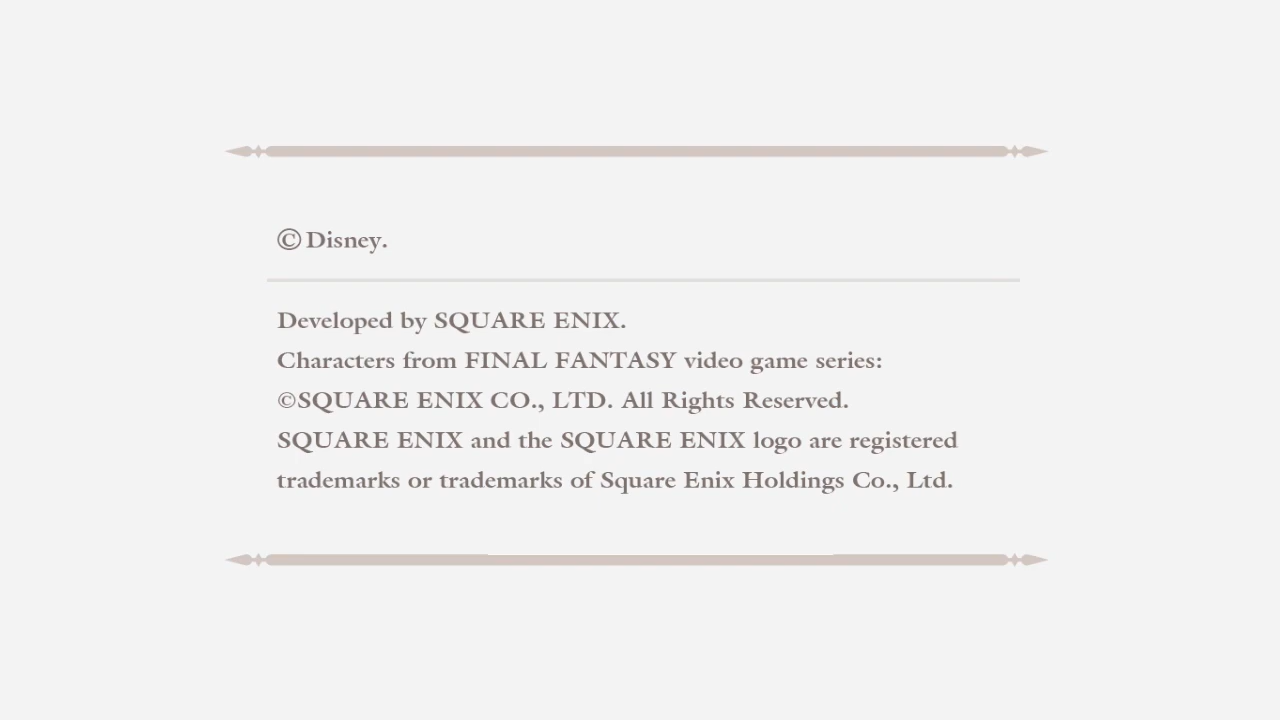 © Disney.
Developed by SQUARE ENIX.
Characters from FINAL FANTASY video game series:
©SQUARE ENIX CO., LTD. All Rights Reserved.
SQUARE ENIX and the SQUARE ENIX logo are registered
trademarks or trademarks of Square Enix Holdings Co., Ltd.